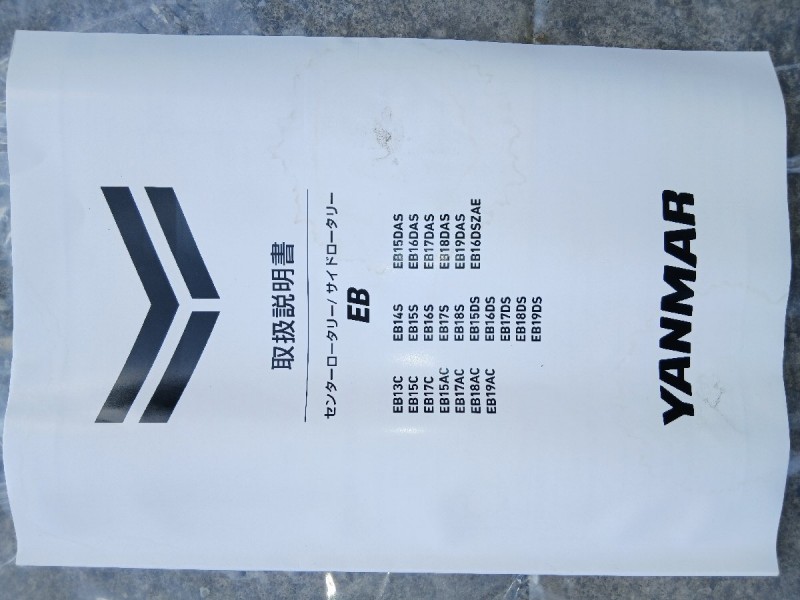 取扱説明書
センターロータリー/サイドロータリー
EB
EB13C EB14S EB15DAS
EB15C EB15S EB16DAS
EB17C EB16S EB17DAS
EB15AC EB17S EB18DAS
EB17AC EB18S EB19DAS
EB18AC EB15DS EB16DSZAE
EB19AC EB16DS
EB17DS
EB18DS
EB19DS
YANMAR